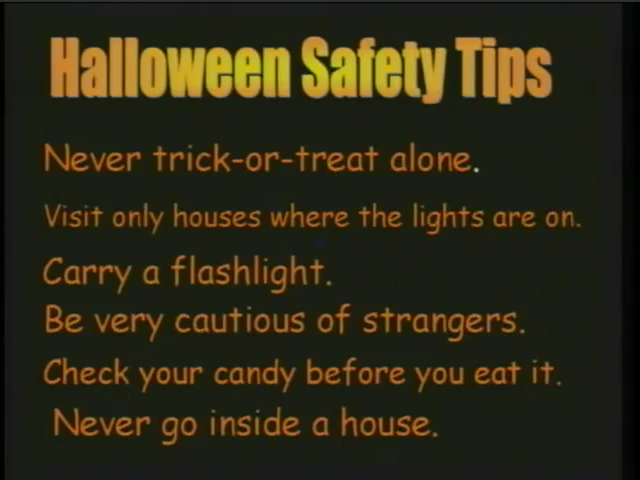 Halloween Safety Tips
Never trick-or-treat alone.
Visit only houses where the lights are on.
Carry a flashlight.
Be very cautious of strangers.
Check your candy before you eat it.
Never go inside a house.